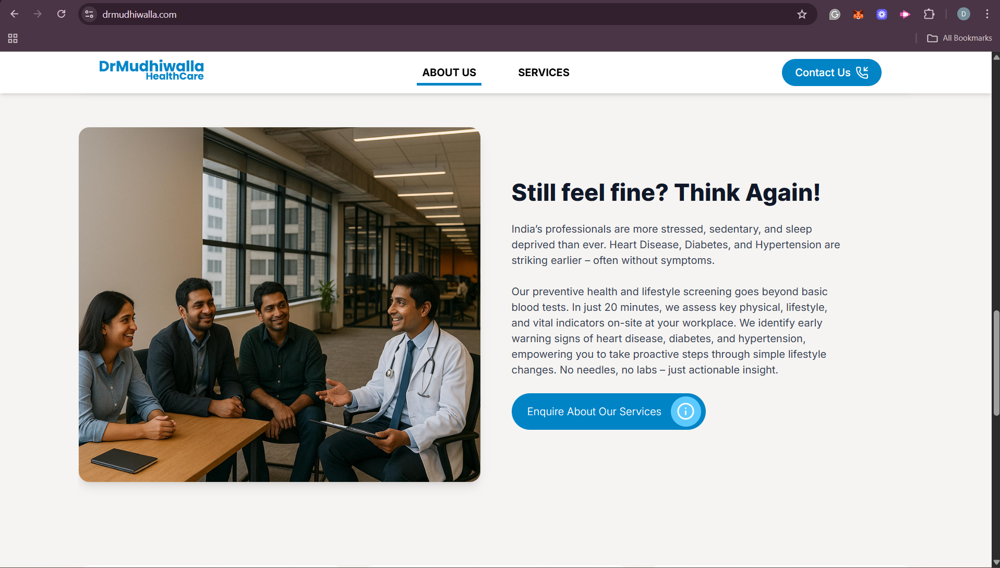 drmudhiwalla.com
D
All Bookmarks
DrMudhiwalla
HealthCare
ABOUT US
SERVICES
Contact Us
Still feel fine? Think Again!
India’s professionals are more stressed, sedentary, and sleep
deprived than ever. Heart Disease, Diabetes, and Hypertension are
striking earlier – often without symptoms.
Our preventive health and lifestyle screening goes beyond basic
blood tests. In just 20 minutes, we assess key physical, lifestyle,
and vital indicators on-site at your workplace. We identify early
warning signs of heart disease, diabetes, and hypertension,
empowering you to take proactive steps through simple lifestyle
changes. No needles, no labs – just actionable insight.
Enquire About Our Services